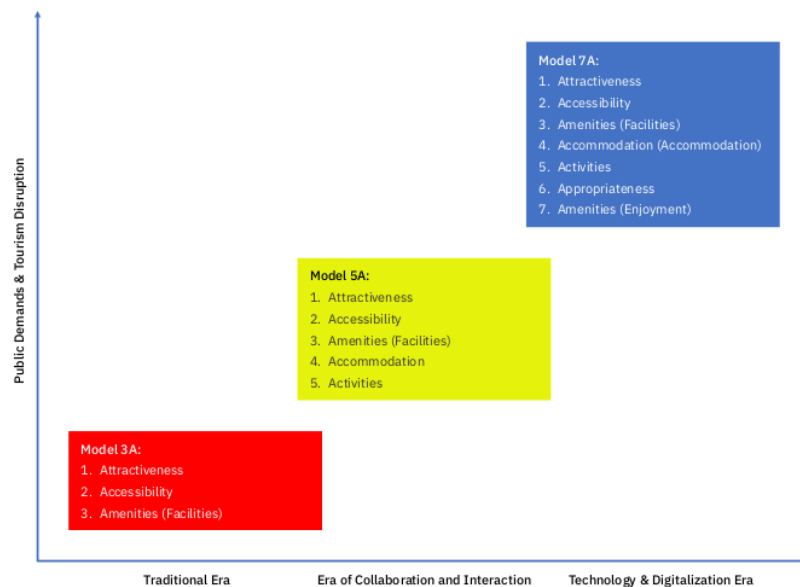 Model 7A:
1. Attractiveness
2. Accessibility
3. Amenities (Facilities)
4. Accommodation (Accommodation)
5. Activities
6. Appropriateness
7. Amenities (Enjoyment)
Public Demands & Tourism Disruption
Model 5A:
1. Attractiveness
2. Accessibility
3. Amenities (Facilities)
4. Accommodation
5. Activities
Model 3A:
1. Attractiveness
2. Accessibility
3. Amenities (Facilities)
Traditional Era
Era of Collaboration and Interaction
Technology & Digitalization Era